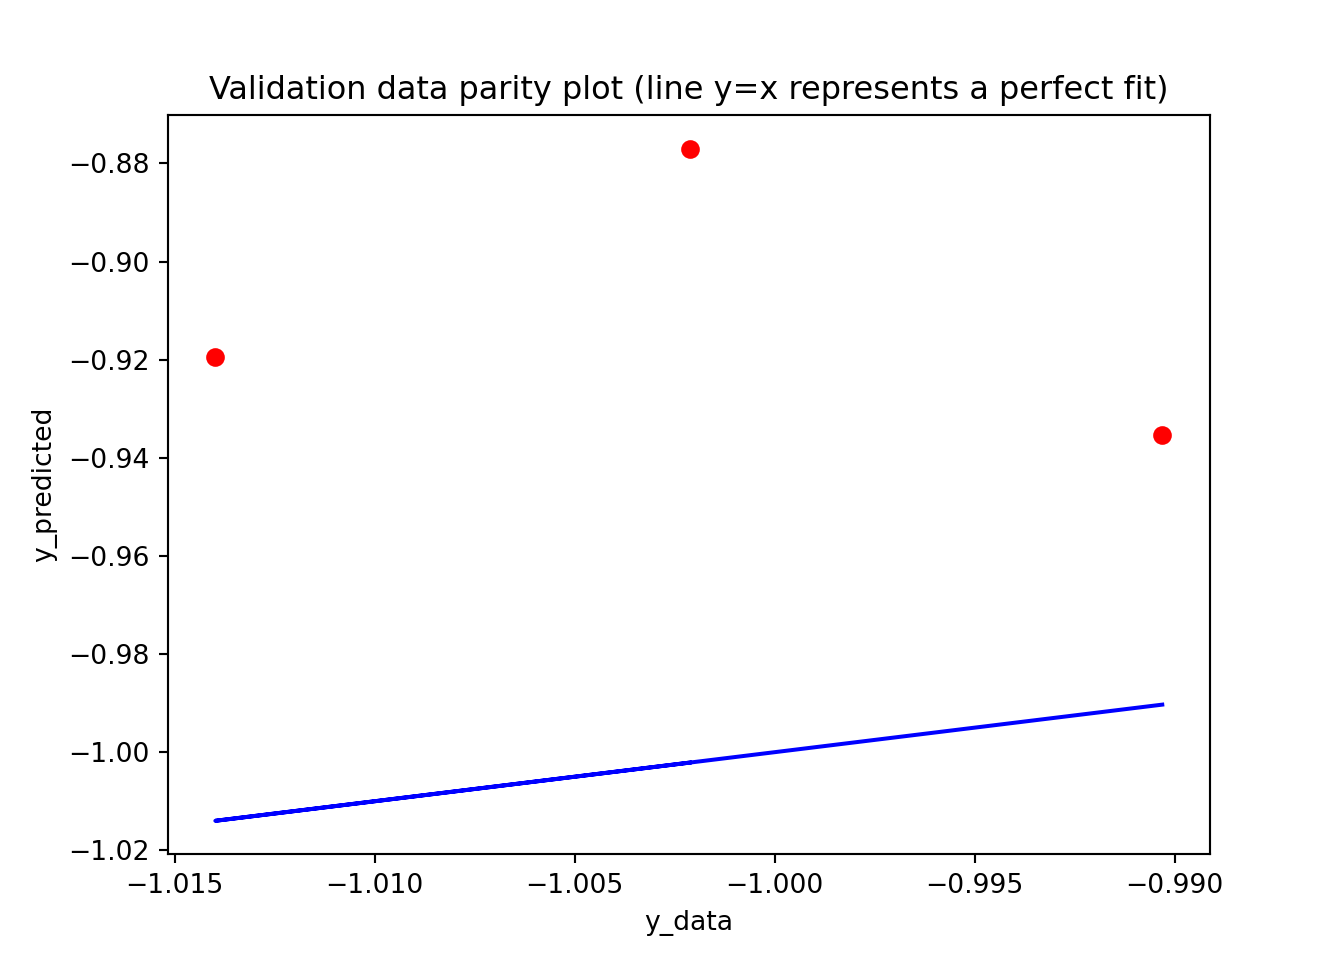 Validation data parity plot (line y=x represents a perfect fit)
−0.88
−0.90
−0.92
−0.94
−0.96
−0.98
−1.00
−1.02
y_predicted
−1.015 −1.010 −1.005 −1.000 −0.995 −0.990
y_data